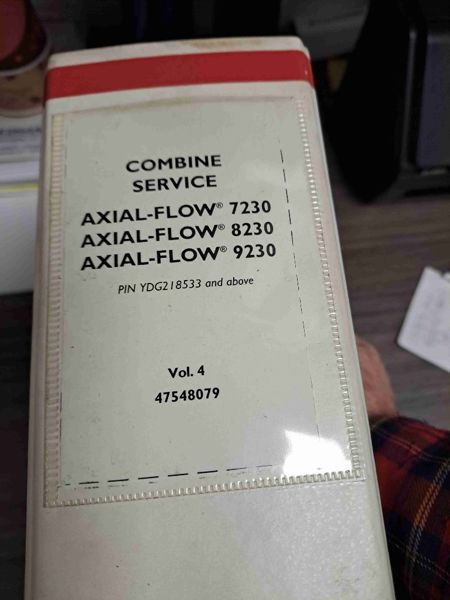 COMBINE
SERVICE
AXIAL-FLOW® 7230
AXIAL-FLOW® 8230
AXIAL-FLOW® 9230
PIN YDG218533 and above
Vol. 4
47548079